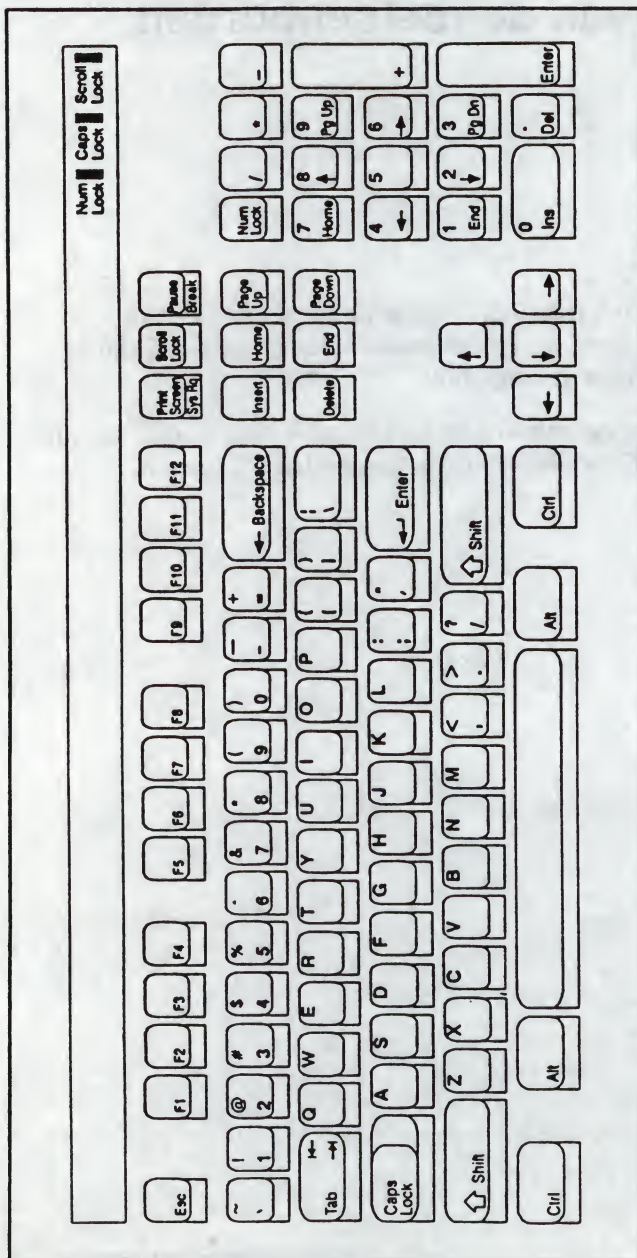 Num Lock Caps Lock Scroll Lock
Esc F1 F2 F3 F4 F5 F6 F7 F8 F9 F10 F11 F12 Print Screen Sys Rq Scroll Lock Pause Break
~ ` ! 1 @ 2 # 3 $ 4 % 5 6 & 7 * 8 ( 9 ) 0 — - + = ← Backspace Insert Home Page Up Num Lock / * -
Tab Q W E R T Y U I O P { [ } ] ¦ \ Delete End Page Down 7 Home 8 ↑ 9 Pg Up +
Caps Lock A S D F G H J K L : ; " ' ↵ Enter 4 ← 5 6 →
⇧ Shift Z X C V B N M < , > . ? / ⇧ Shift ↑ 1 End 2 ↓ 3 Pg Dn Enter
Ctrl Alt Alt Ctrl ← ↓ → 0 Ins . Del